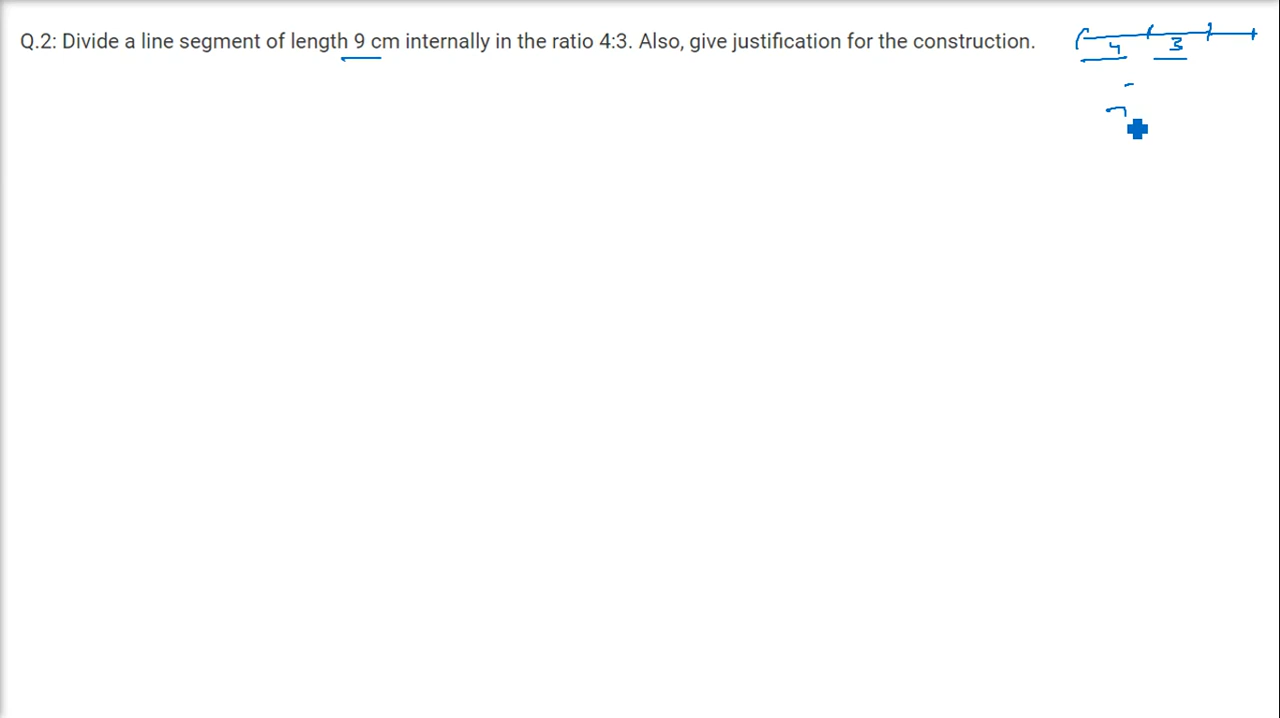 Q.2: Divide a line segment of length 9 cm internally in the ratio 4:3. Also, give justification for the construction.
4 3